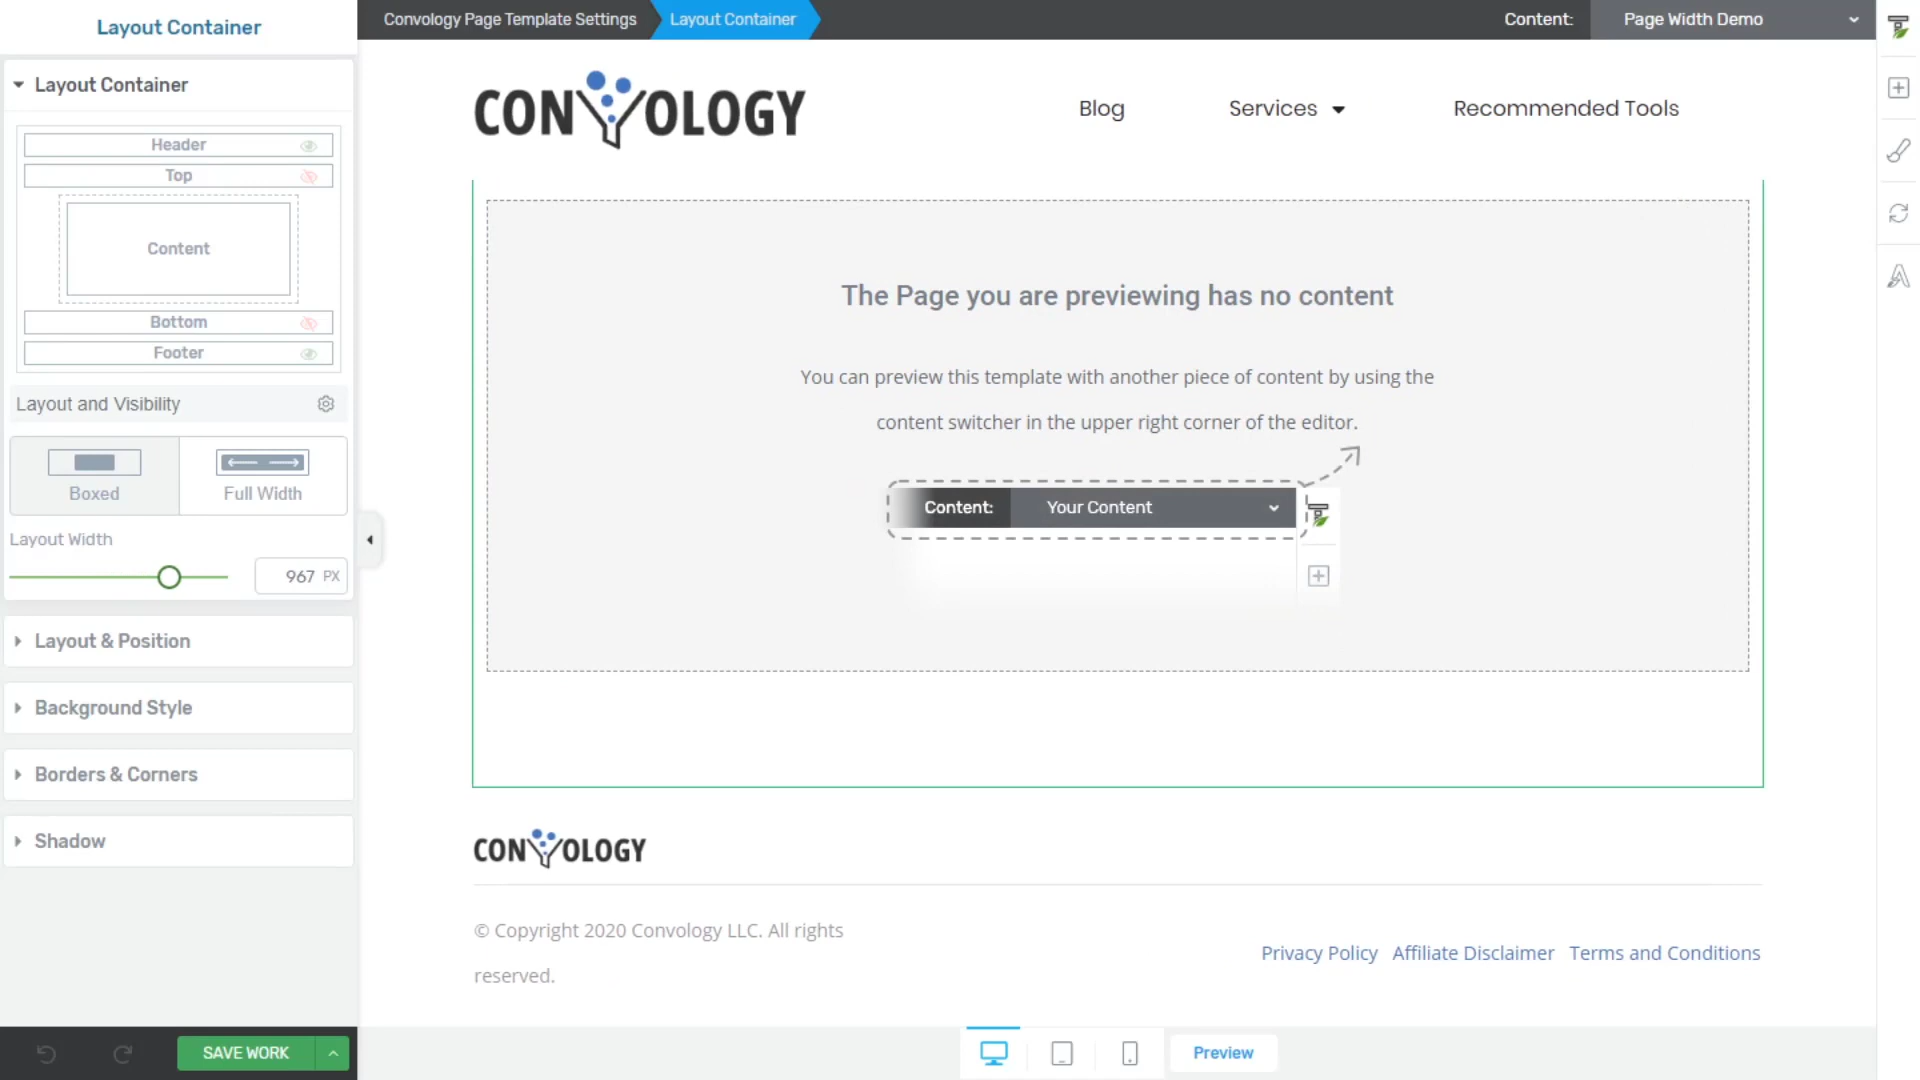 Layout Container
Convology Page Template Settings
Layout Container
Content:
Page Width Demo
Layout Container
Header
Top
Content
Bottom
Footer
Layout and Visibility
Boxed
Full Width
Layout Width
967 PX
Layout & Position
Background Style
Borders & Corners
Shadow
SAVE WORK
CONVOLOGY
Blog
Services
Recommended Tools
The Page you are previewing has no content
You can preview this template with another piece of content by using the
content switcher in the upper right corner of the editor.
Content:
Your Content
CONVOLOGY
© Copyright 2020 Convology LLC. All rights
reserved.
Privacy Policy
Affiliate Disclaimer
Terms and Conditions
Preview